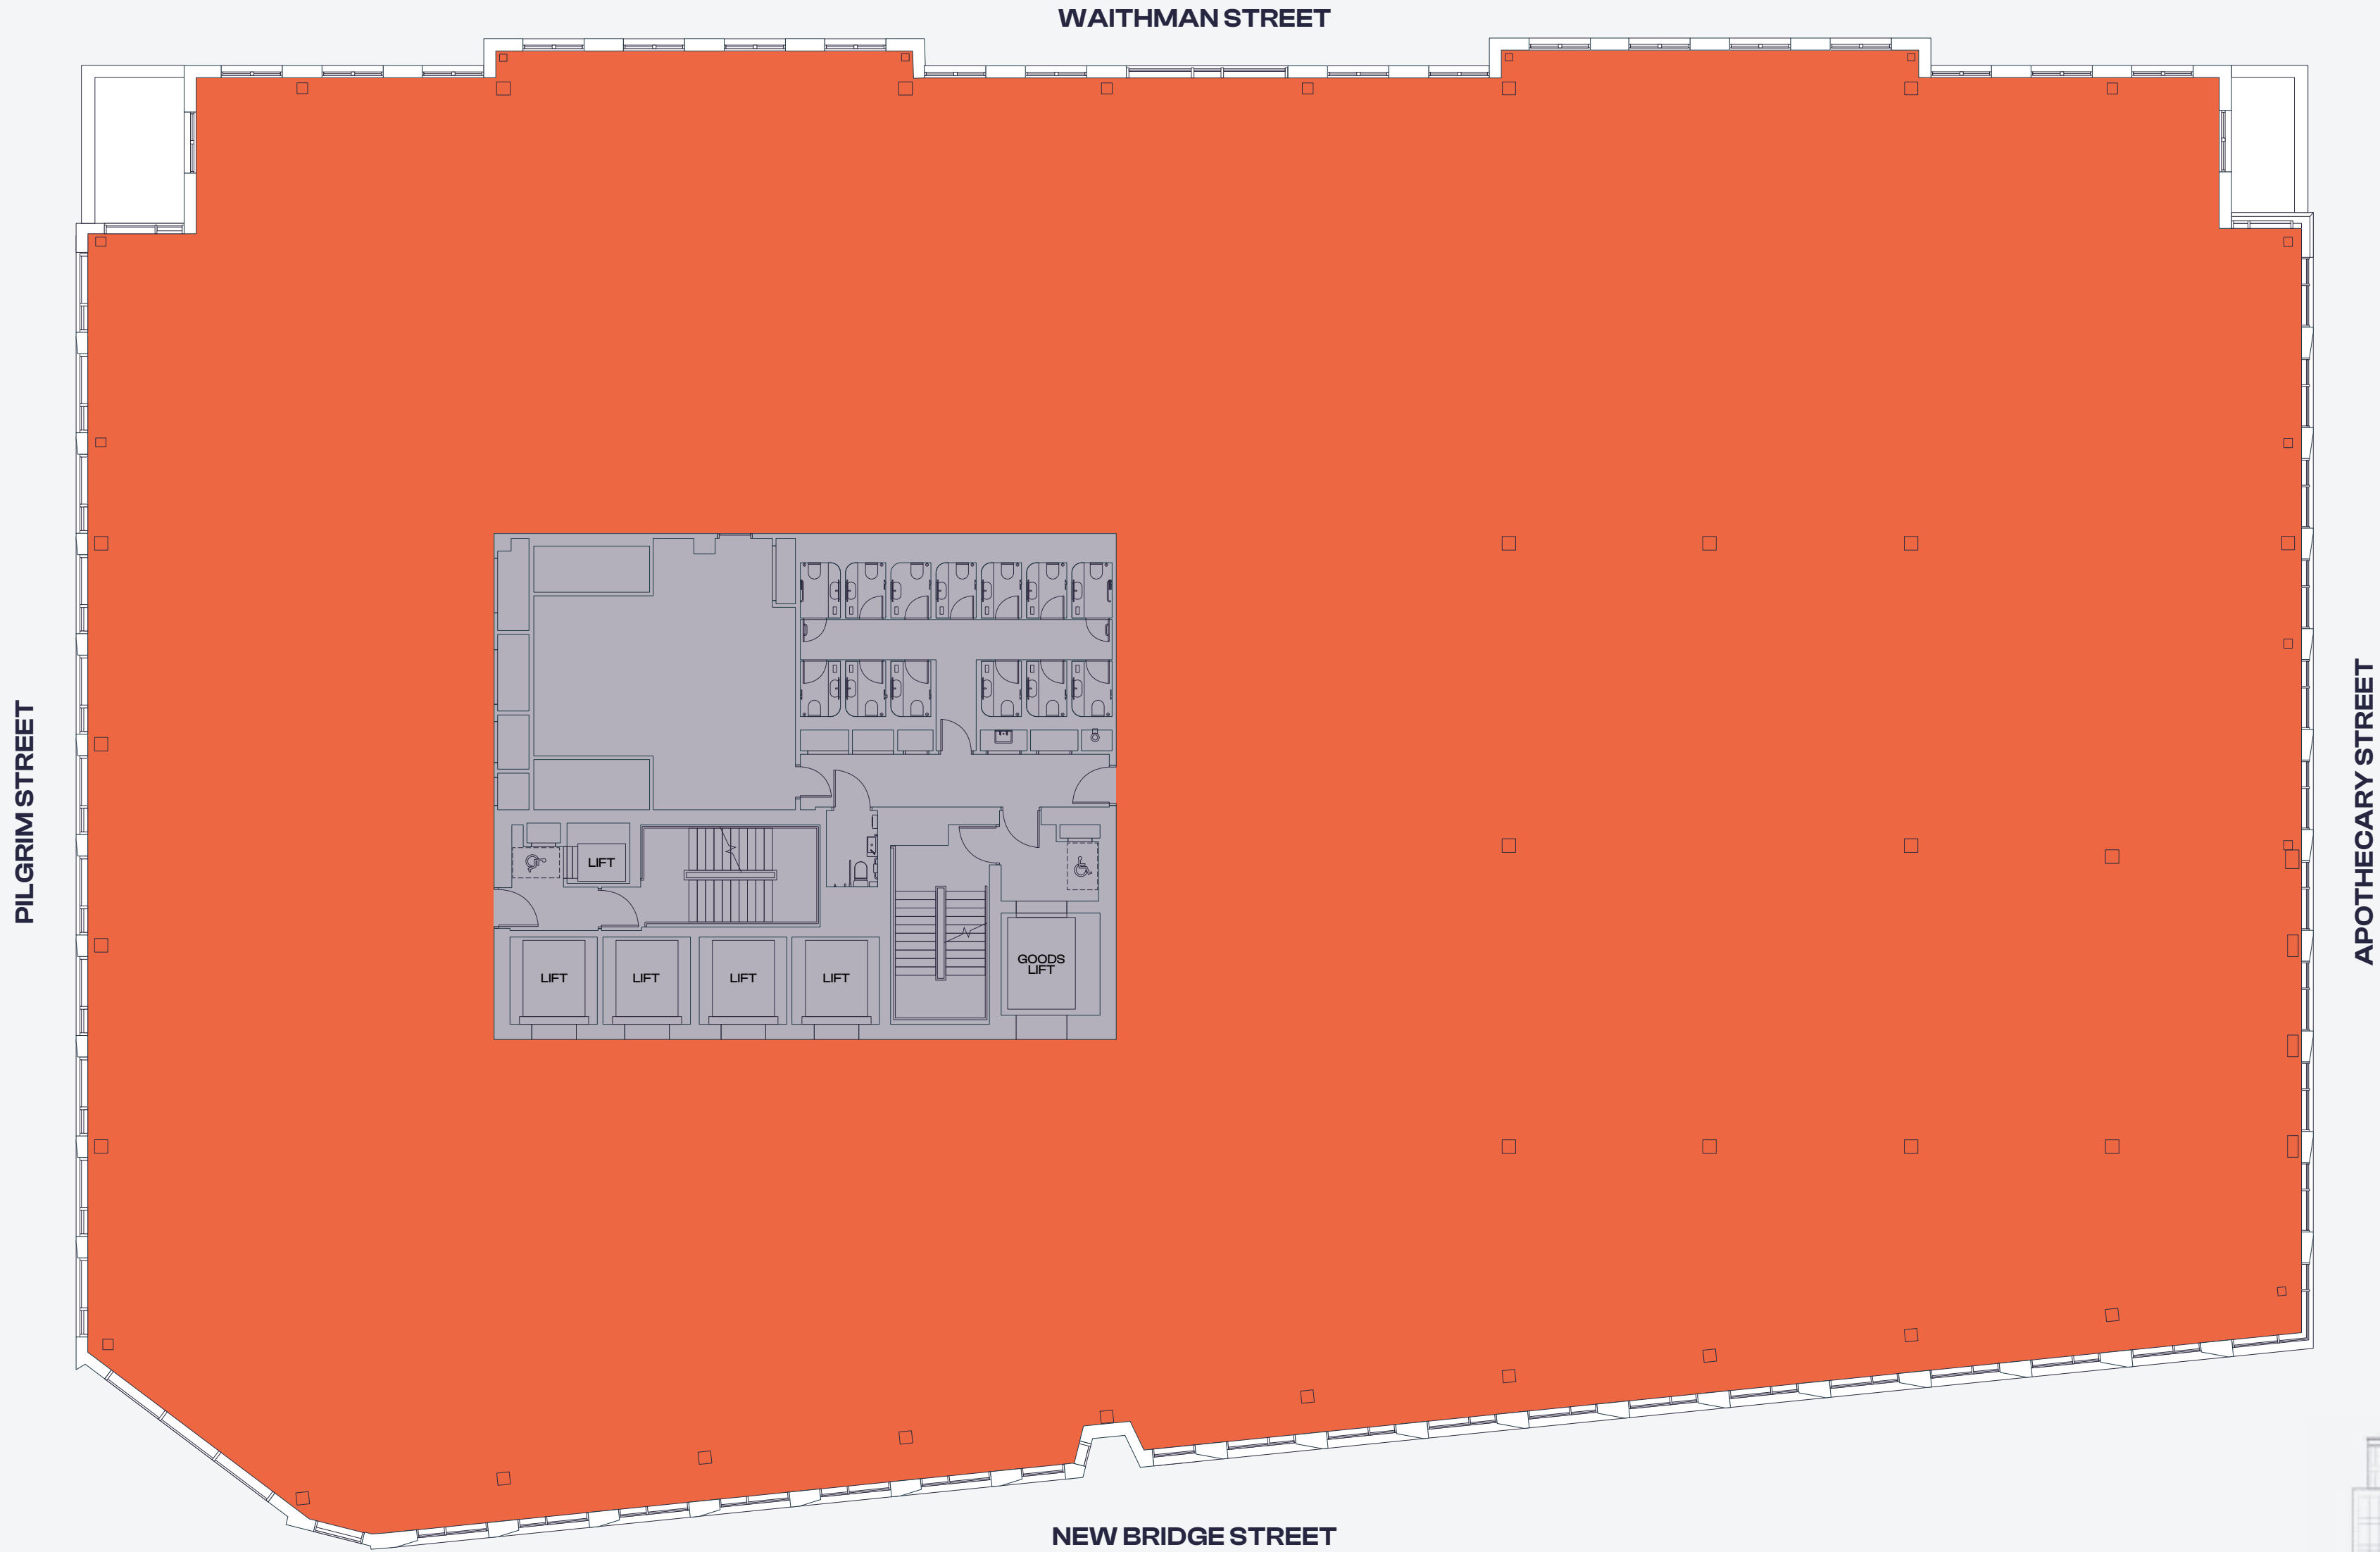 WAITHMAN STREET
PILGRIM STREET
APOTHECARY STREET
LIFT
LIFT
LIFT
LIFT
LIFT
GOODS
LIFT
NEW BRIDGE STREET